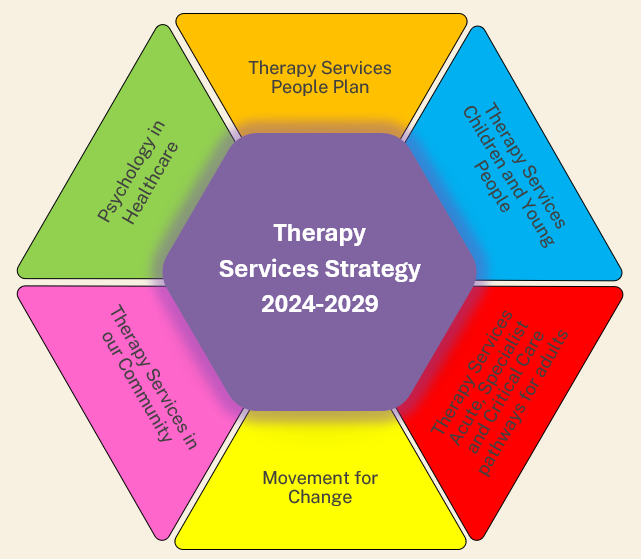 Therapy Services
People Plan
Therapy Services
Children and Young
People
Therapy Services
Acute, Specialist
and Critical Care
pathways for adults
Movement for
Change
Therapy Services in
our Community
Psychology in
Healthcare
Therapy
Services Strategy
2024-2029